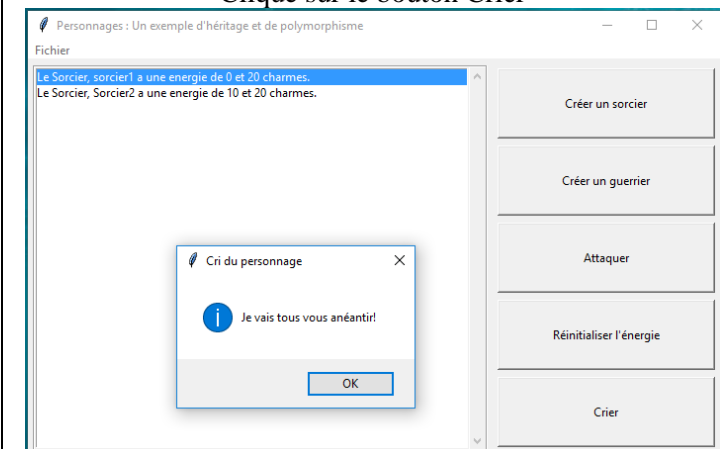 Clique sur le bouton Crier
Personnages : Un exemple d'héritage et de polymorphisme
Fichier
Le Sorcier, sorcier1 a une energie de 0 et 20 charmes.
Le Sorcier, Sorcier2 a une energie de 10 et 20 charmes.
Créer un sorcier
Créer un guerrier
Attaquer
Réinitialiser l'énergie
Crier
Cri du personnage
Je vais tous vous anéantir!
OK